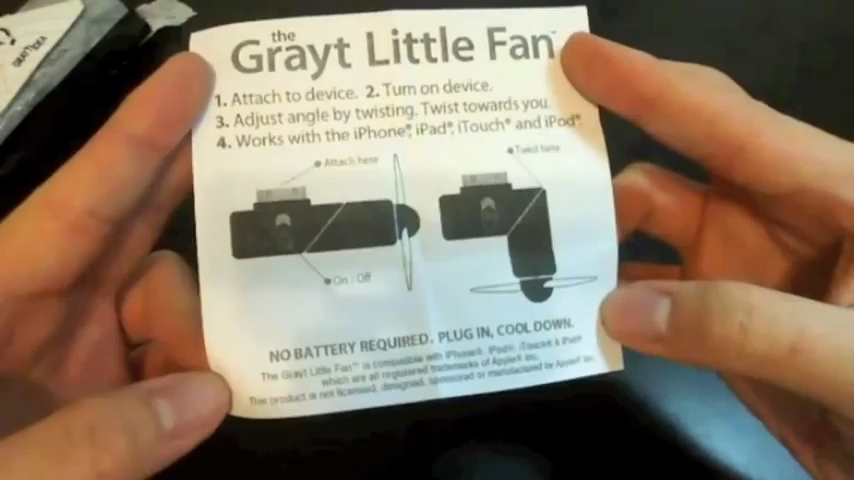 the
Grayt Little Fan™
1. Attach to device. 2. Turn on device.
3. Adjust angle by twisting. Twist towards you.
4. Works with the iPhone®, iPad®, iTouch® and iPod®.
Attach here
Twist here
On / Off
NO BATTERY REQUIRED. PLUG IN, COOL DOWN.
The Grayt Little Fan™ is compatible with iPhone®, iPod®, iTouch® & iPad®
which are all registered trademarks of Apple® Inc.
This product is not licensed, designed, sponsored or manufactured by Apple® Inc.